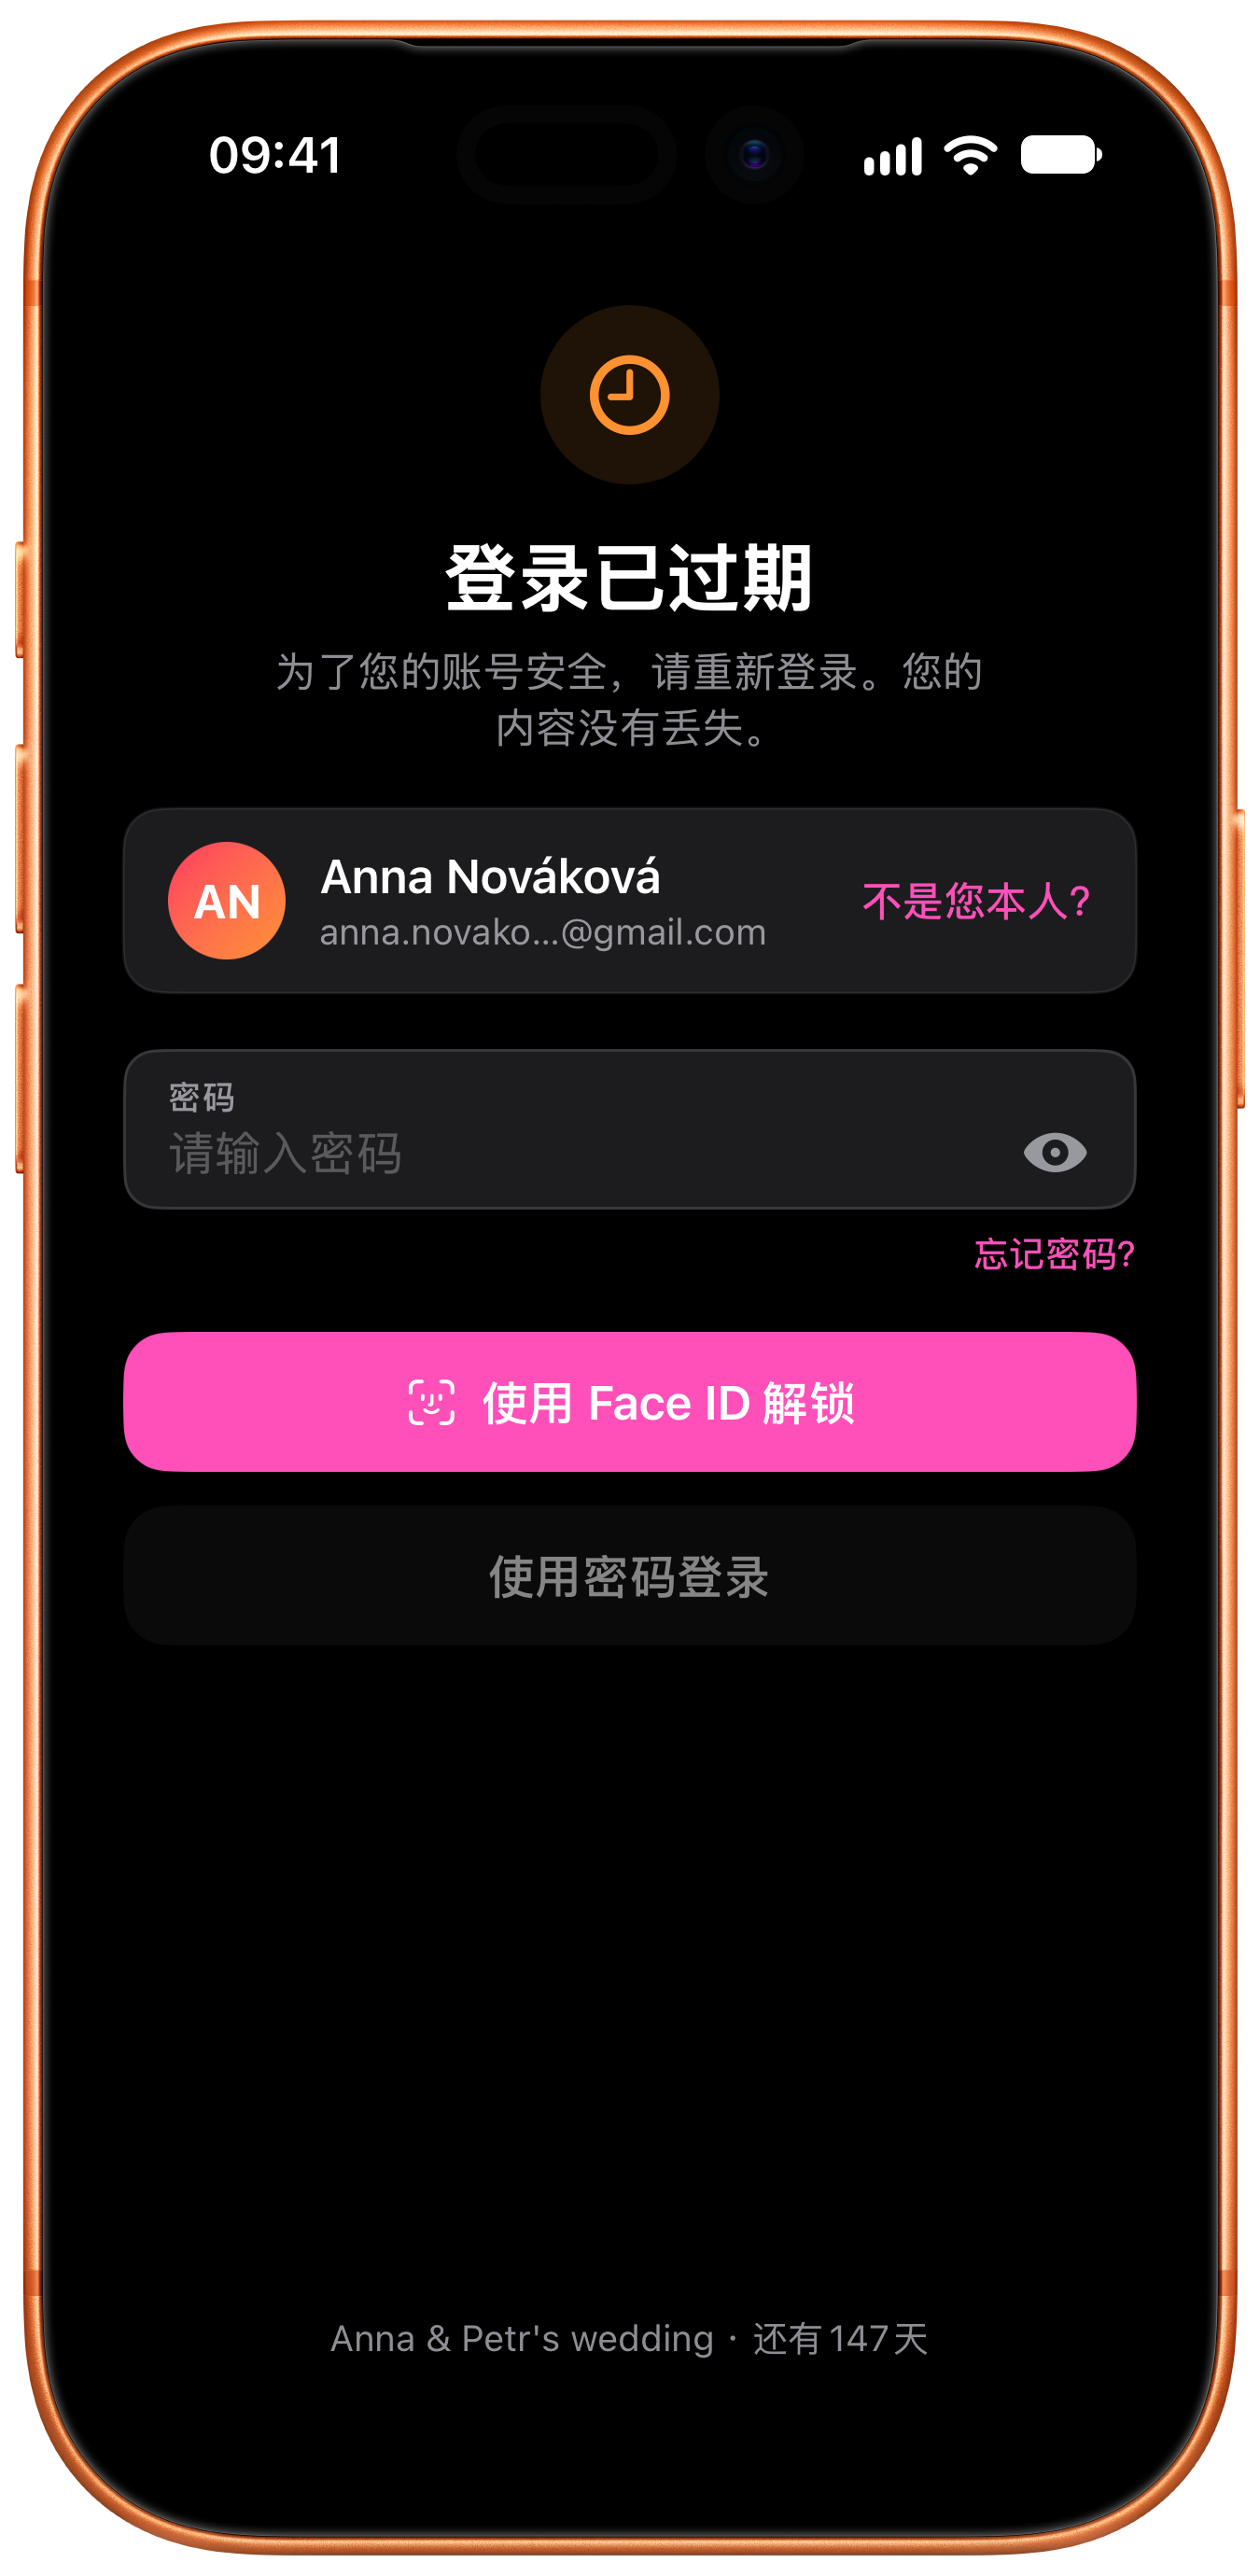 09:41
登录已过期
为了您的账号安全，请重新登录。您的
内容没有丢失。
AN
Anna Nováková
anna.novako...@gmail.com
不是您本人?
密码
请输入密码
忘记密码?
使用 Face ID 解锁
使用密码登录
Anna & Petr's wedding · 还有 147 天